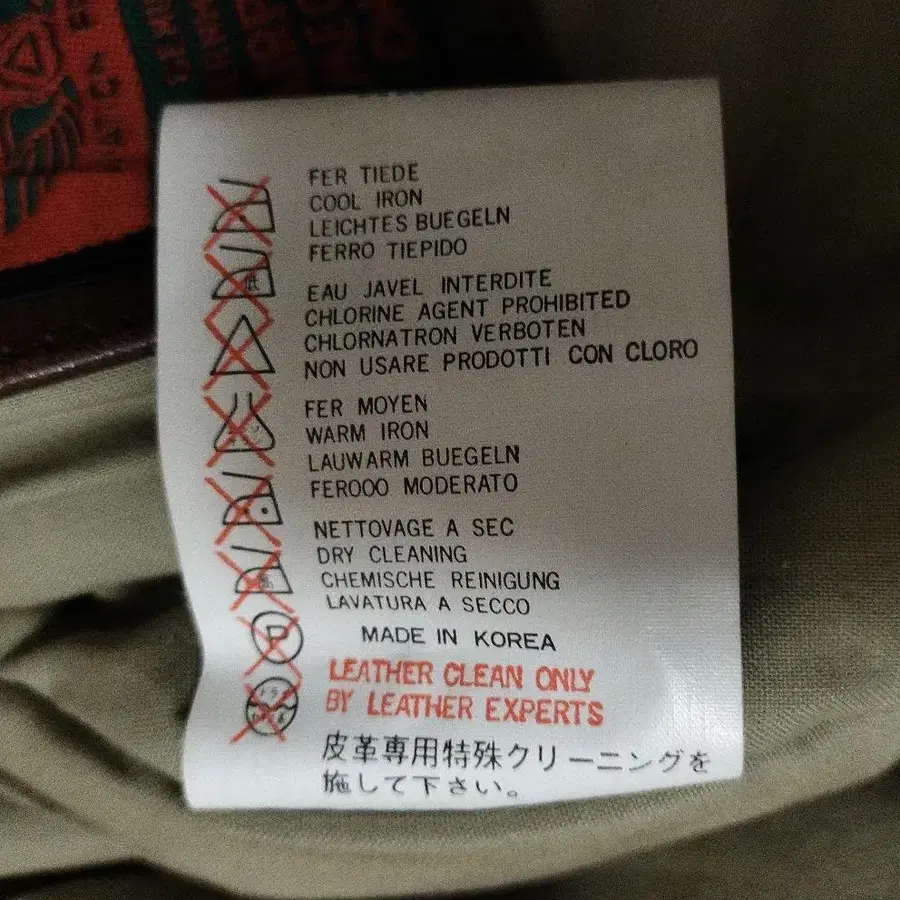 FER TIEDE
COOL IRON
LEICHTES BUEGELN
FERRO TIEPIDO
EAU JAVEL INTERDITE
CHLORINE AGENT PROHIBITED
CHLORNATRON VERBOTEN
NON USARE PRODOTTI CON CLORO
FER MOYEN
WARM IRON
LAUWARM BUEGELN
FEROOO MODERATO
NETTOVAGE A SEC
DRY CLEANING
CHEMISCHE REINIGUNG
LAVATURA A SECCO
P
MADE IN KOREA
LEATHER CLEAN ONLY
BY LEATHER EXPERTS
皮革専用特殊クリーニングを
施して下さい。